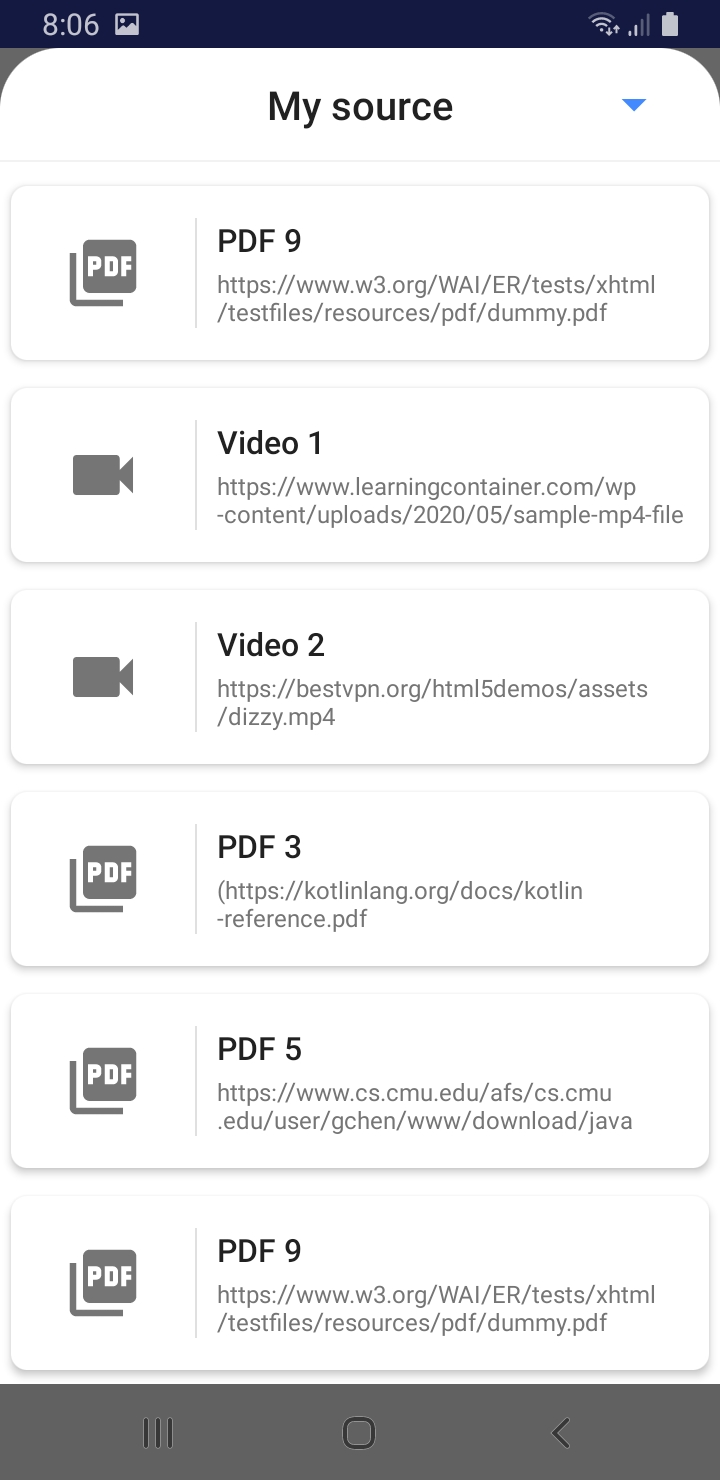 8:06
My source
PDF
PDF 9
https://www.w3.org/WAI/ER/tests/xhtml
/testfiles/resources/pdf/dummy.pdf
Video 1
https://www.learningcontainer.com/wp
-content/uploads/2020/05/sample-mp4-file
Video 2
https://bestvpn.org/html5demos/assets
/dizzy.mp4
PDF
PDF 3
(https://kotlinlang.org/docs/kotlin
-reference.pdf
PDF
PDF 5
https://www.cs.cmu.edu/afs/cs.cmu
.edu/user/gchen/www/download/java
PDF
PDF 9
https://www.w3.org/WAI/ER/tests/xhtml
/testfiles/resources/pdf/dummy.pdf